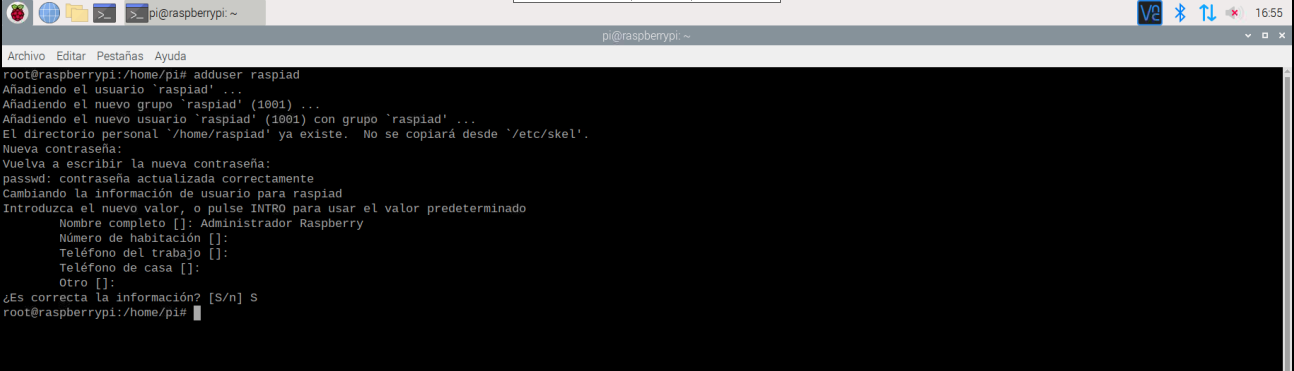 pi@raspberrypi: ~
16:55
pi@raspberrypi: ~
Archivo Editar Pestañas Ayuda
root@raspberrypi:/home/pi# adduser raspiad
Añadiendo el usuario `raspiad' ...
Añadiendo el nuevo grupo `raspiad' (1001) ...
Añadiendo el nuevo usuario `raspiad' (1001) con grupo `raspiad' ...
El directorio personal `/home/raspiad' ya existe.  No se copiará desde `/etc/skel'.
Nueva contraseña:
Vuelva a escribir la nueva contraseña:
passwd: contraseña actualizada correctamente
Cambiando la información de usuario para raspiad
Introduzca el nuevo valor, o pulse INTRO para usar el valor predeterminado
        Nombre completo []: Administrador Raspberry
        Número de habitación []:
        Teléfono del trabajo []:
        Teléfono de casa []:
        Otro []:
¿Es correcta la información? [S/n] S
root@raspberrypi:/home/pi#